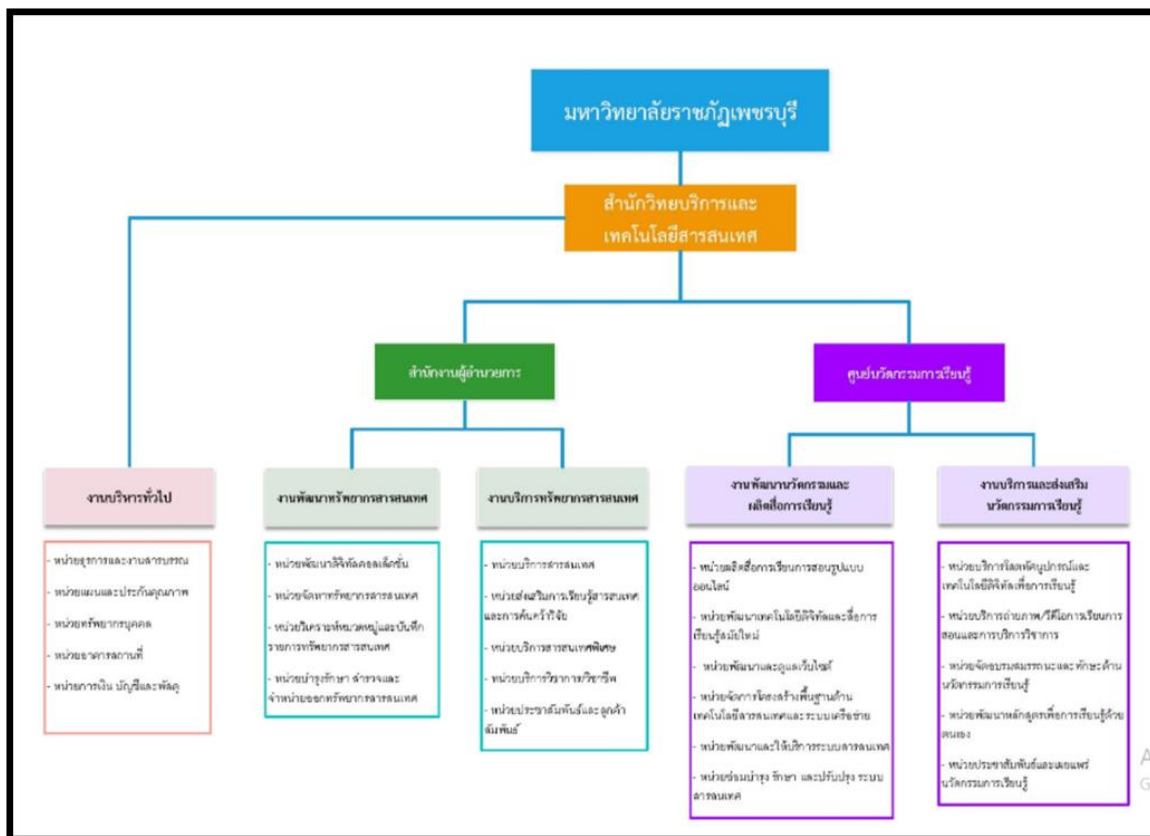 มหาวิทยาลัยราชภัฏเพชรบุรี
สำนักวิทยบริการและ
เทคโนโลยีสารสนเทศ
สำนักงานผู้อำนวยการ
ศูนย์นวัตกรรมการเรียนรู้
งานบริหารทั่วไป
- หน่วยธุรการและงานสารบรรณ
- หน่วยแผนและประกันคุณภาพ
- หน่วยทรัพยากรบุคคล
- หน่วยอาคารสถานที่
- หน่วยการเงิน บัญชีและพัสดุ
งานพัฒนาทรัพยากรสารสนเทศ
- หน่วยพัฒนาดิจิทัลคอลเล็คชั่น
- หน่วยจัดหาทรัพยากรสารสนเทศ
- หน่วยวิเคราะห์หมวดหมู่และบันทึก
รายการทรัพยากรสารสนเทศ
- หน่วยบำรุงรักษา สำรวจและ
จำหน่ายออกทรัพยากรสารสนเทศ
งานบริการทรัพยากรสารสนเทศ
- หน่วยบริการสารสนเทศ
- หน่วยส่งเสริมการเรียนรู้สารสนเทศ
และการค้นคว้าวิจัย
- หน่วยบริการสารสนเทศพิเศษ
- หน่วยบริการวิชาการ/วิชาชีพ
- หน่วยประชาสัมพันธ์และลูกค้า
สัมพันธ์
งานพัฒนานวัตกรรมและ
ผลิตสื่อการเรียนรู้
- หน่วยผลิตสื่อการเรียนการสอนรูปแบบ
ออนไลน์
- หน่วยพัฒนาเทคโนโลยีดิจิทัลและสื่อการ
เรียนรู้สมัยใหม่
- หน่วยพัฒนาและดูแลเว็บไซต์
- หน่วยจัดการโครงสร้างพื้นฐานด้าน
เทคโนโลยีสารสนเทศและระบบเครือข่าย
- หน่วยพัฒนาและให้บริการระบบสารสนเทศ
- หน่วยซ่อมบำรุง รักษา และปรับปรุง ระบบ
สารสนเทศ
งานบริการและส่งเสริม
นวัตกรรมการเรียนรู้
- หน่วยบริการโสตทัศนูปกรณ์และ
เทคโนโลยีดิจิทัลเพื่อการเรียนรู้
- หน่วยบริการถ่ายภาพ/วีดีโอการเรียนการ
สอนและการบริการวิชาการ
- หน่วยจัดอบรมสมรรถนะและทักษะด้าน
นวัตกรรมการเรียนรู้
- หน่วยพัฒนาหลักสูตรเพื่อการเรียนรู้ด้วย
ตนเอง
- หน่วยประชาสัมพันธ์และเผยแพร่
นวัตกรรมการเรียนรู้
A
G